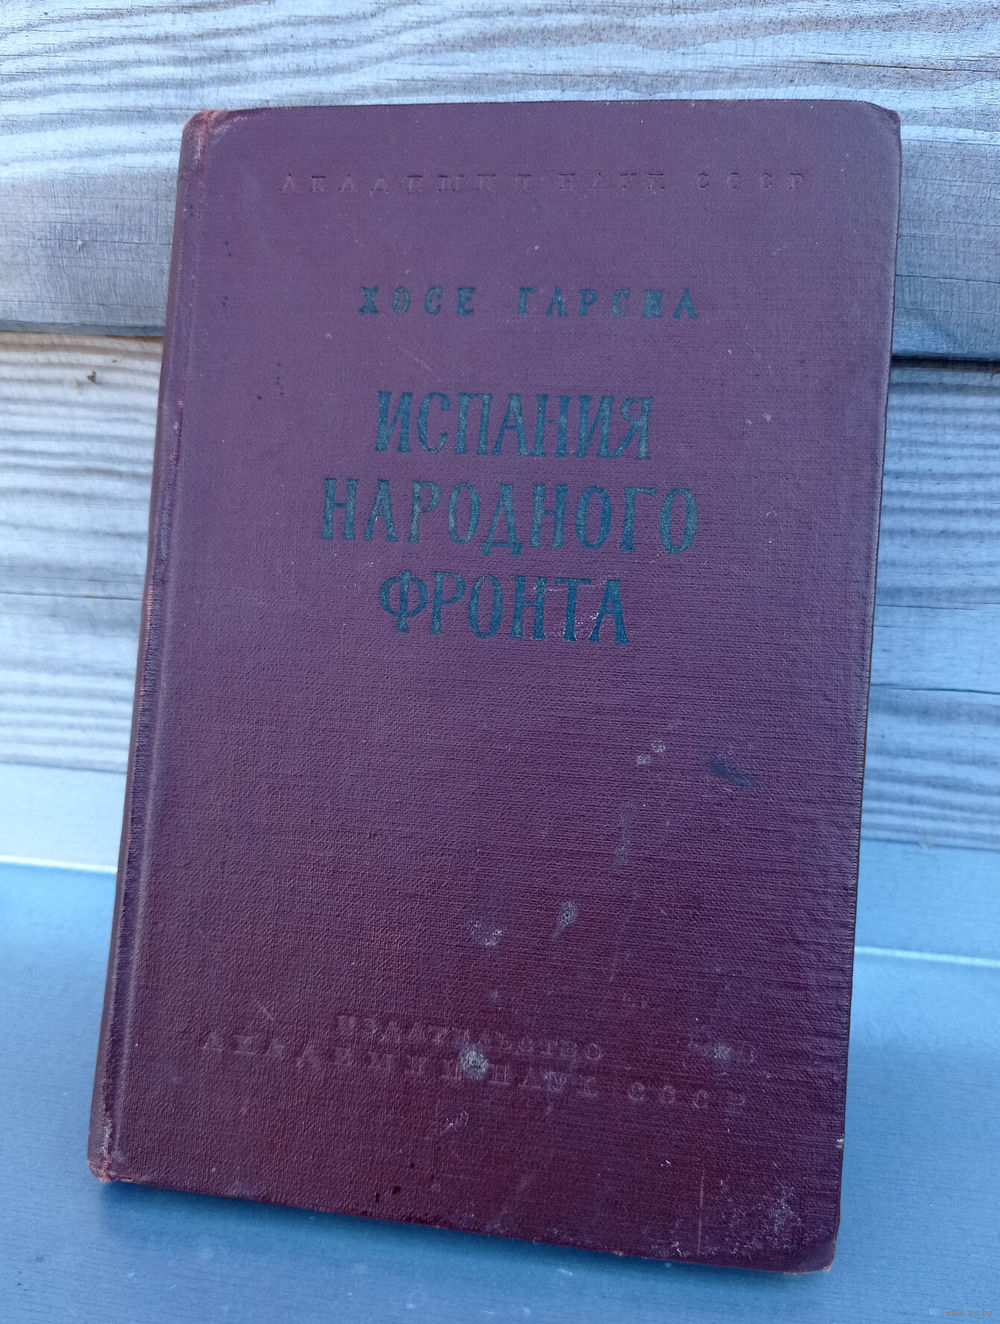 АКАДЕМИЯ НАУК СССР
ХОСЕ ГАРСИА
ИСПАНИЯ
НАРОДНОГО
ФРОНТА
ИЗДАТЕЛЬСТВО
АКАДЕМИИ НАУК СССР